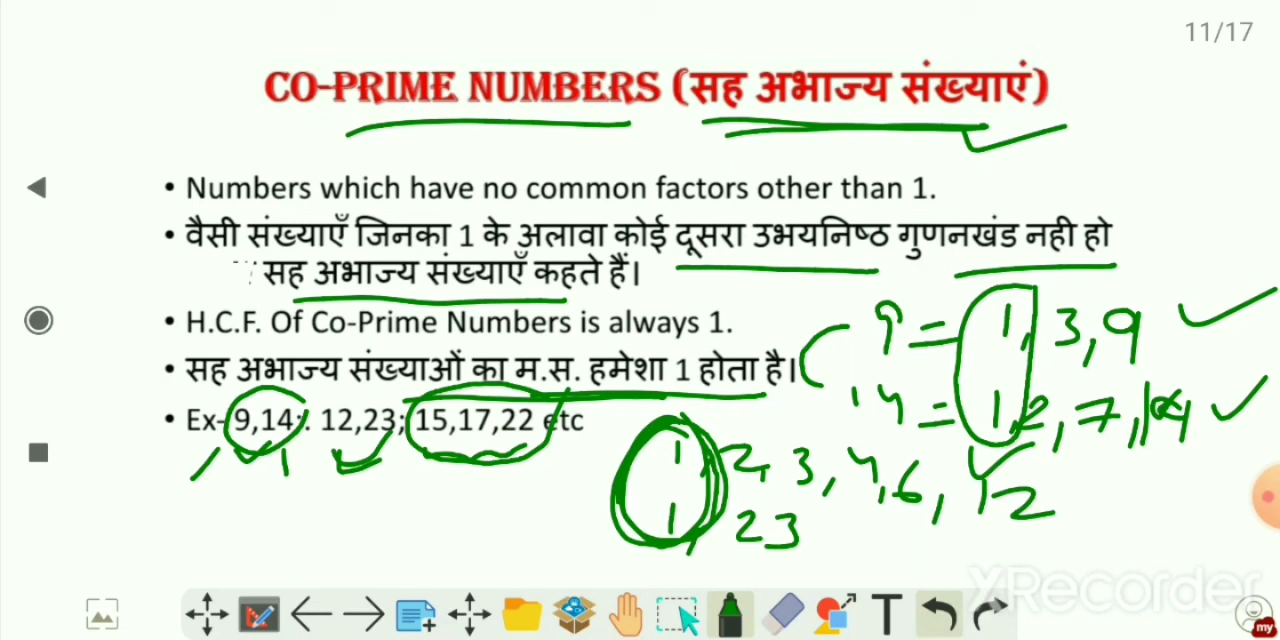 11/17
CO-PRIME NUMBERS (सह अभाज्य संख्याएं)
• Numbers which have no common factors other than 1.
• वैसी संख्याएँ जिनका 1 के अलावा कोई दूसरा उभयनिष्ठ गुणनखंड नही हो
सह अभाज्य संख्याएँ कहते हैं।
• H.C.F. Of Co-Prime Numbers is always 1.
• सह अभाज्य संख्याओं का म.स. हमेशा 1 होता है।
• Ex- 9,14;. 12,23; 15,17,22 etc
9 = 1, 3, 9
14 = 1, 2, 7, 14
1, 2, 3, 4, 6, 12
1, 23
T
XRecorder
my